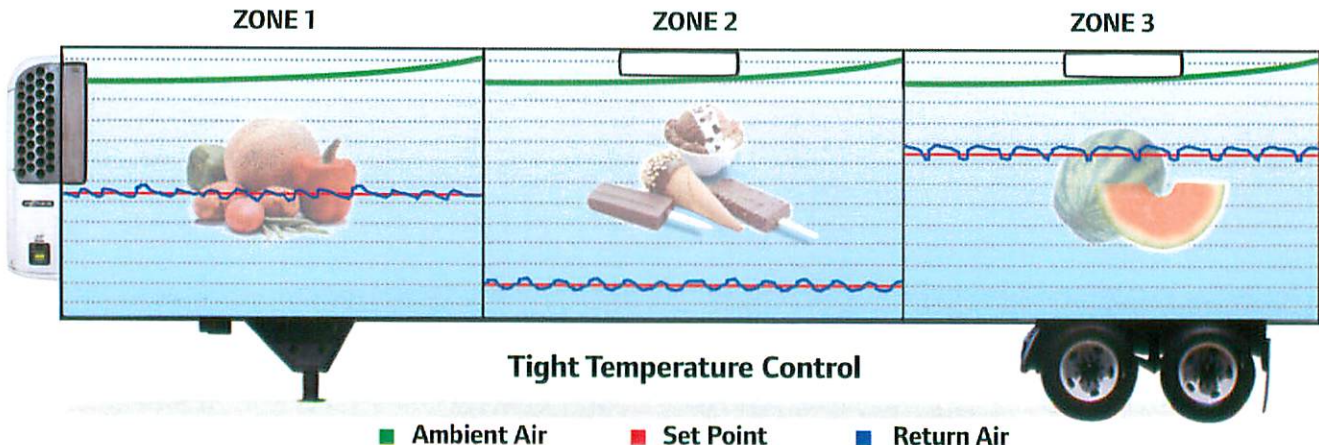 ZONE 1
ZONE 2
ZONE 3
Tight Temperature Control
Ambient Air
Set Point
Return Air